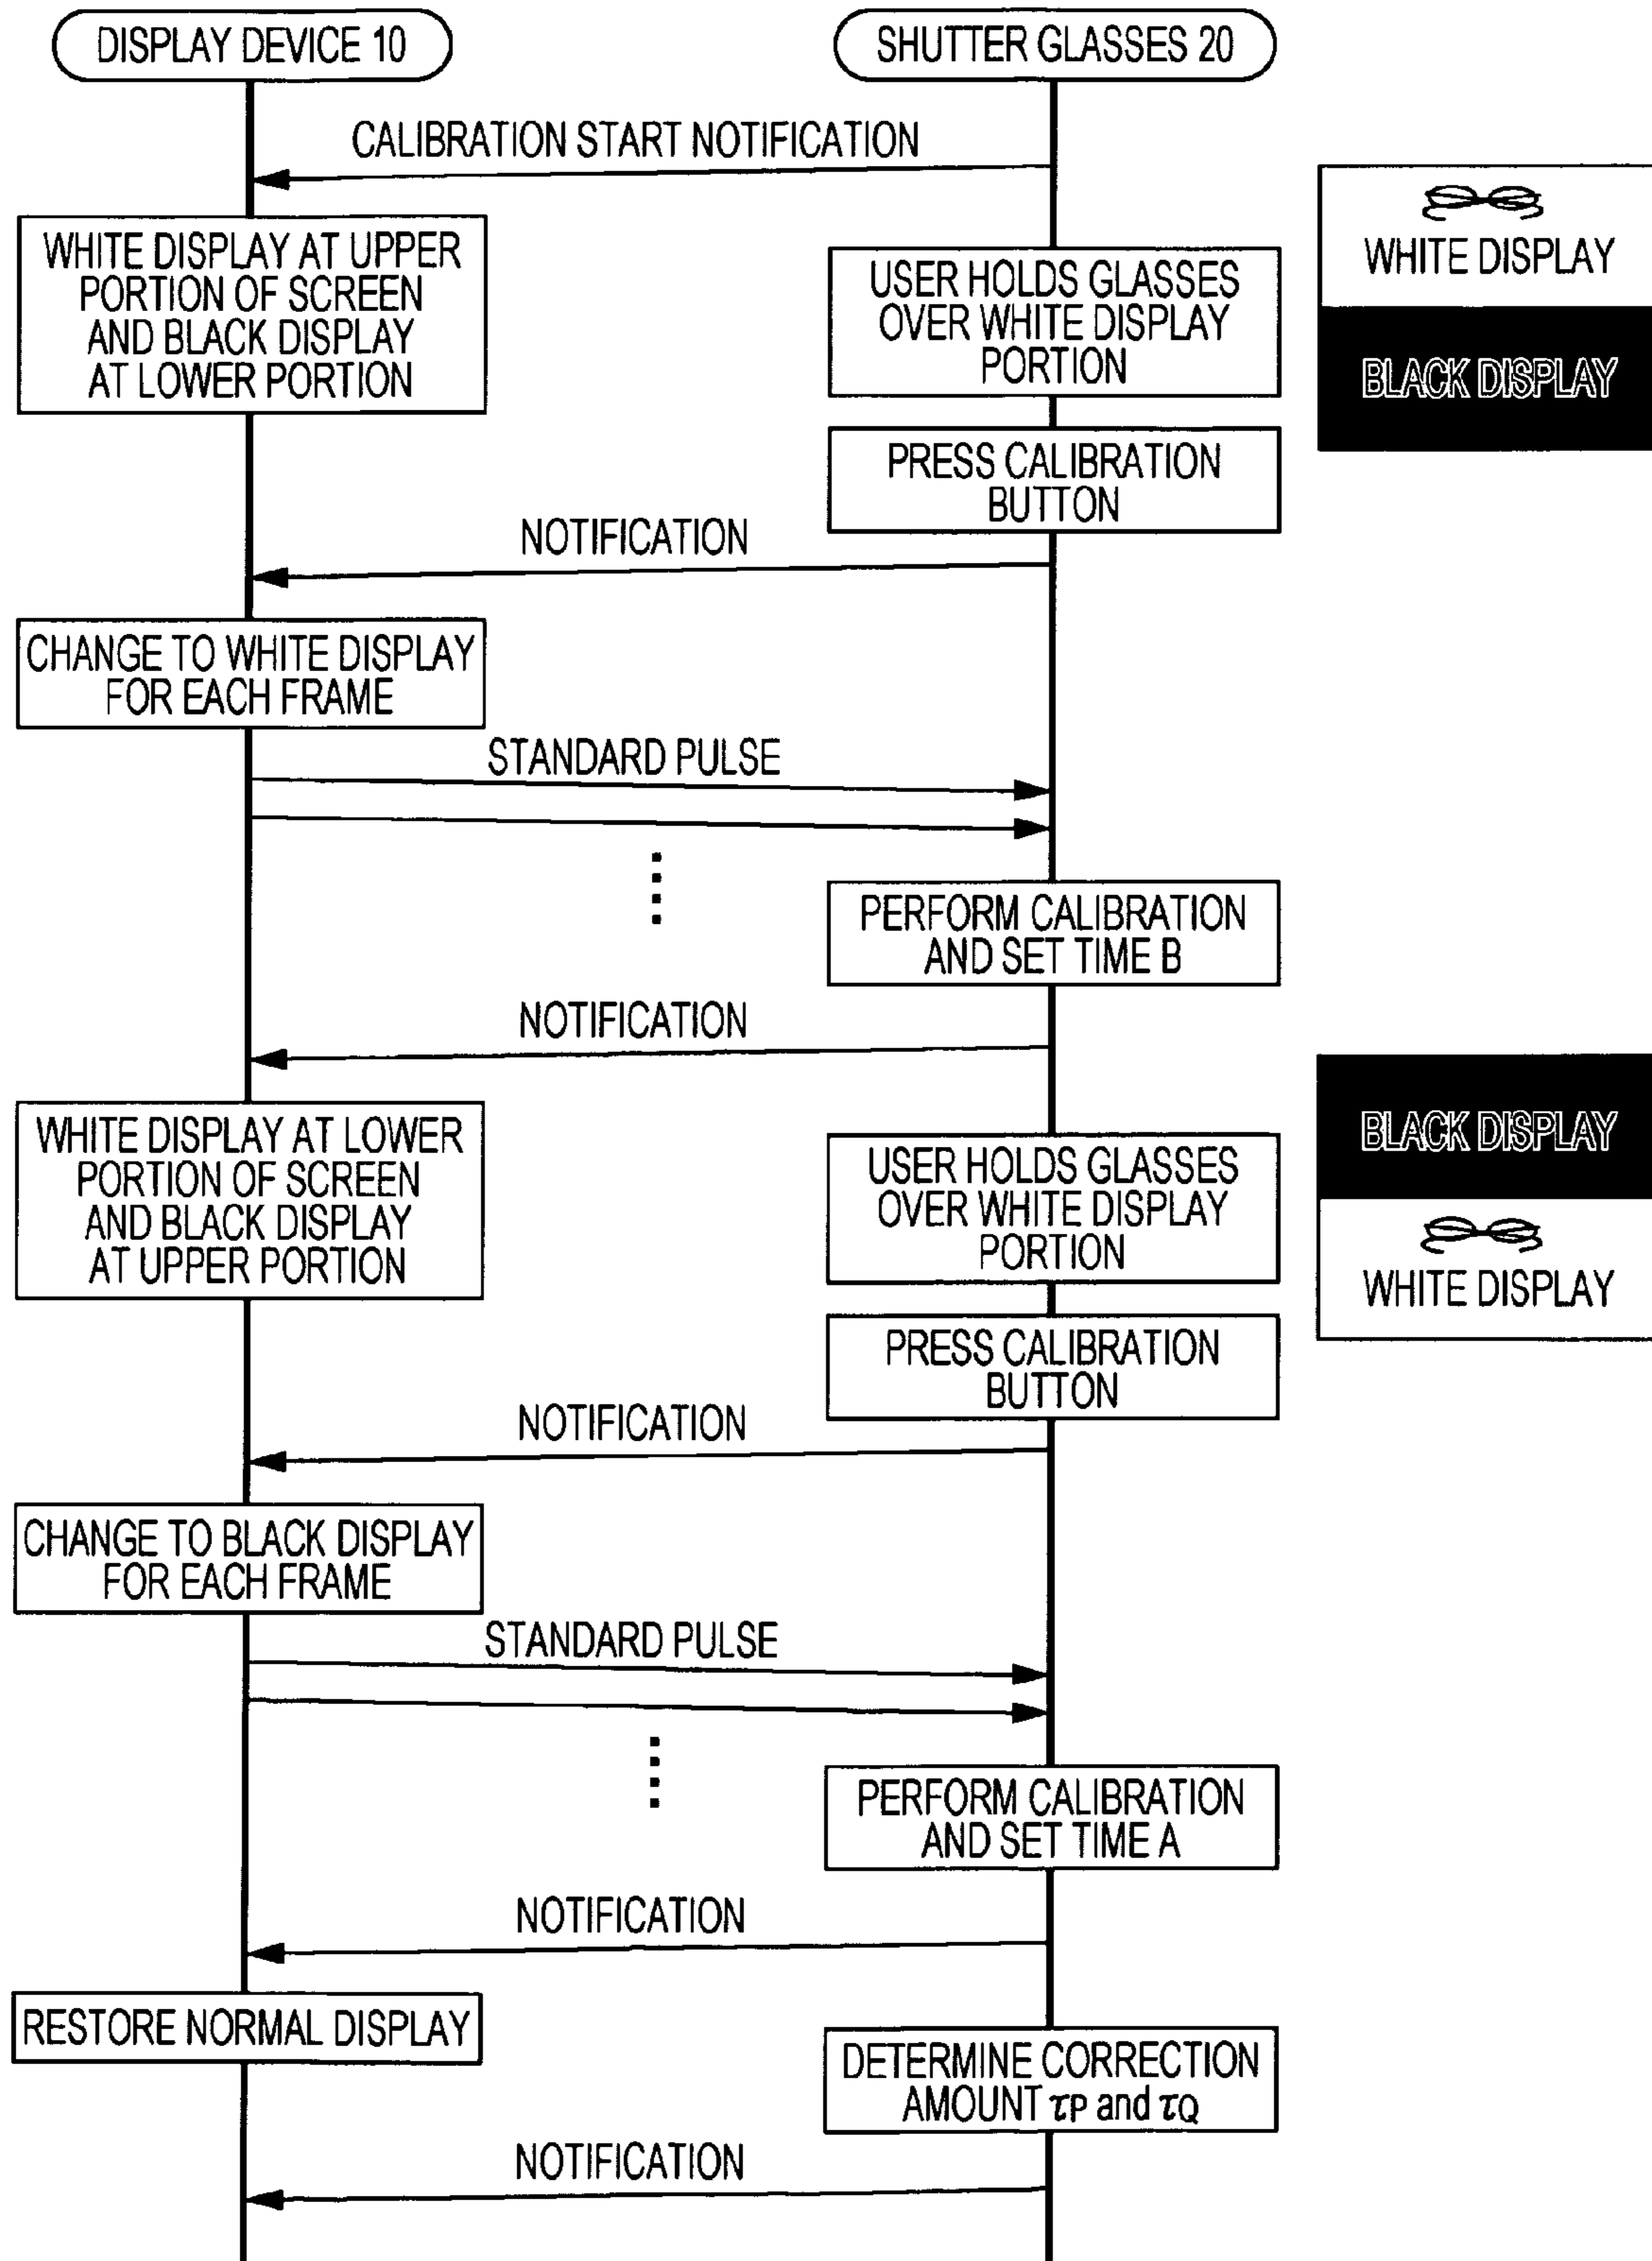 DISPLAY DEVICE 10
SHUTTER GLASSES 20
CALIBRATION START NOTIFICATION
WHITE DISPLAY AT UPPER
PORTION OF SCREEN
AND BLACK DISPLAY
AT LOWER PORTION
USER HOLDS GLASSES
OVER WHITE DISPLAY
PORTION
WHITE DISPLAY
BLACK DISPLAY
PRESS CALIBRATION
BUTTON
NOTIFICATION
CHANGE TO WHITE DISPLAY
FOR EACH FRAME
STANDARD PULSE
PERFORM CALIBRATION
AND SET TIME B
NOTIFICATION
WHITE DISPLAY AT LOWER
PORTION OF SCREEN
AND BLACK DISPLAY
AT UPPER PORTION
USER HOLDS GLASSES
OVER WHITE DISPLAY
PORTION
BLACK DISPLAY
WHITE DISPLAY
PRESS CALIBRATION
BUTTON
NOTIFICATION
CHANGE TO BLACK DISPLAY
FOR EACH FRAME
STANDARD PULSE
PERFORM CALIBRATION
AND SET TIME A
NOTIFICATION
RESTORE NORMAL DISPLAY
DETERMINE CORRECTION
AMOUNT τP and τQ
NOTIFICATION